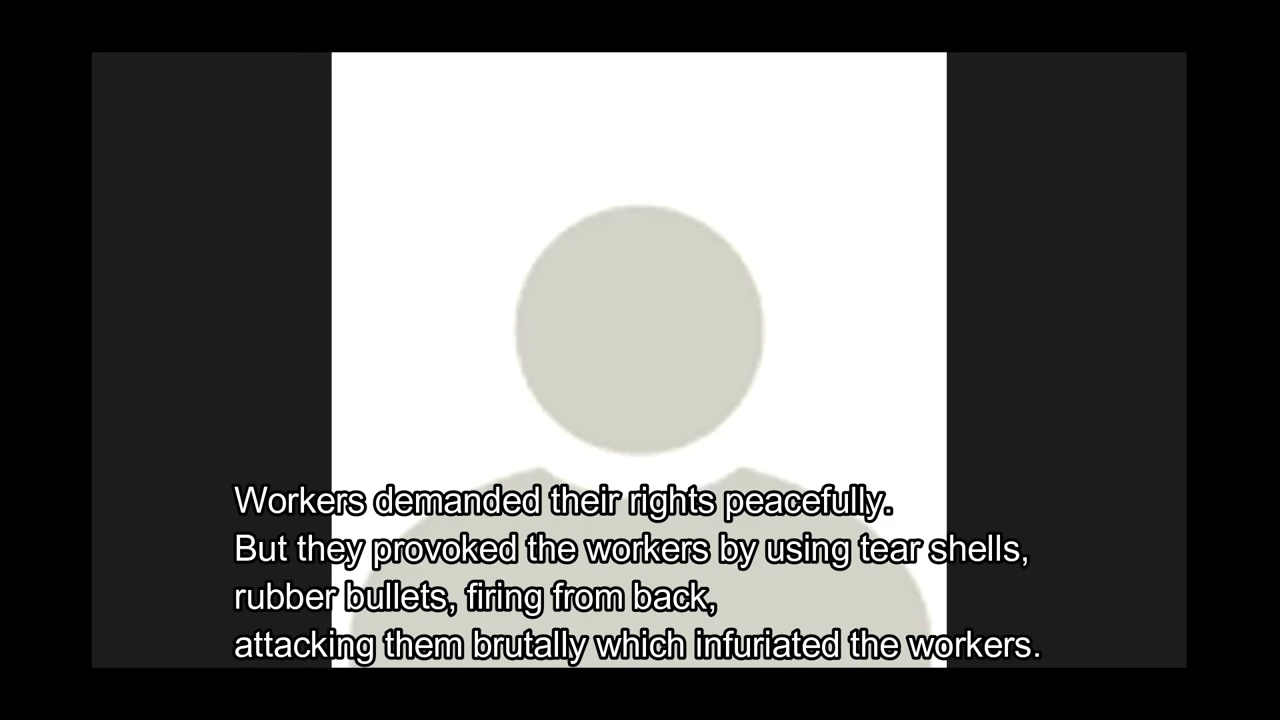 Workers demanded their rights peacefully.
But they provoked the workers by using tear shells,
rubber bullets, firing from back,
attacking them brutally which infuriated the workers.